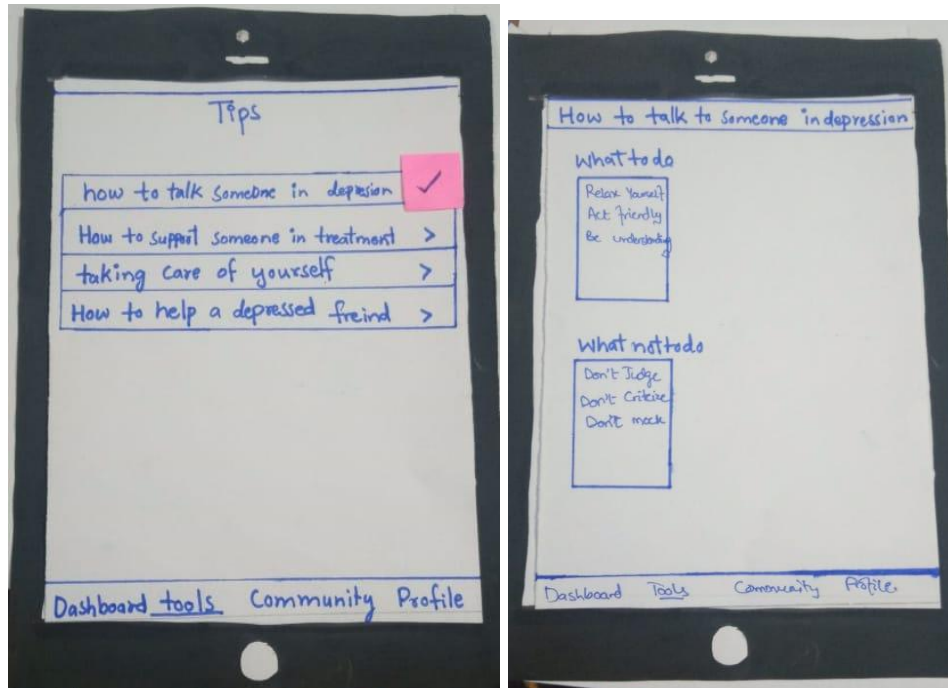 Tips
how to talk someone in depresion
How to support someone in treatment >
taking care of yourself >
How to help a depressed freind >
Dashboard tools Community Profile
How to talk to someone in depression
What to do
Relax Yourself
Act friendly
Be understanding
What not to do
Don't Judge
Don't Criticize
Don't mock
Dashboard Tools Community Profile